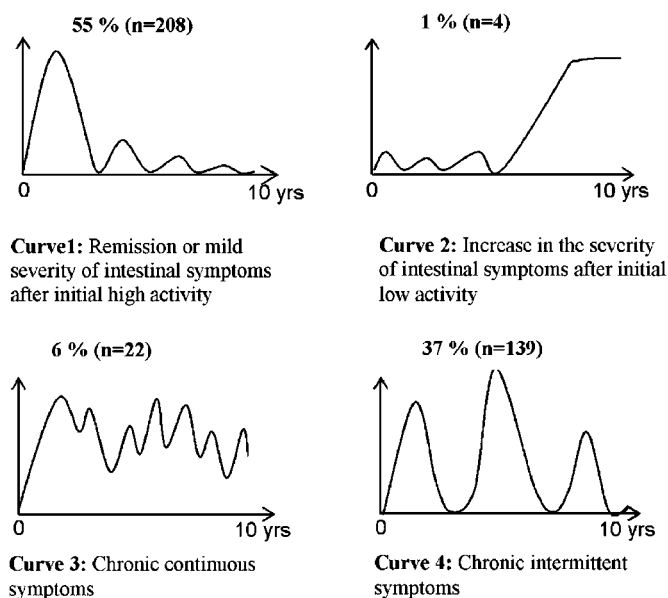 55 % (n=208)
0
10 yrs
Curve1: Remission or mild
severity of intestinal symptoms
after initial high activity
1 % (n=4)
0
10 yrs
Curve 2: Increase in the severity
of intestinal symptoms after initial
low activity
6 % (n=22)
0
10 yrs
Curve 3: Chronic continuous
symptoms
37 % (n=139)
0
10 yrs
Curve 4: Chronic intermittent
symptoms